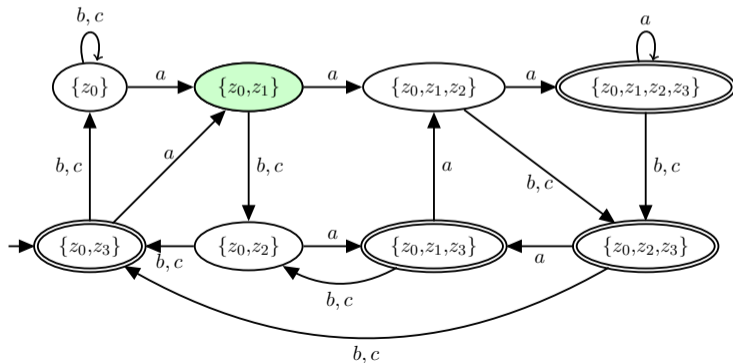 b, c
a
{z₀} a {z₀,z₁} a {z₀,z₁,z₂} a {z₀,z₁,z₂,z₃}
b, c a b, c a b, c b, c
{z₀,z₃} b, c {z₀,z₂} a {z₀,z₁,z₃} a {z₀,z₂,z₃}
b, c
b, c